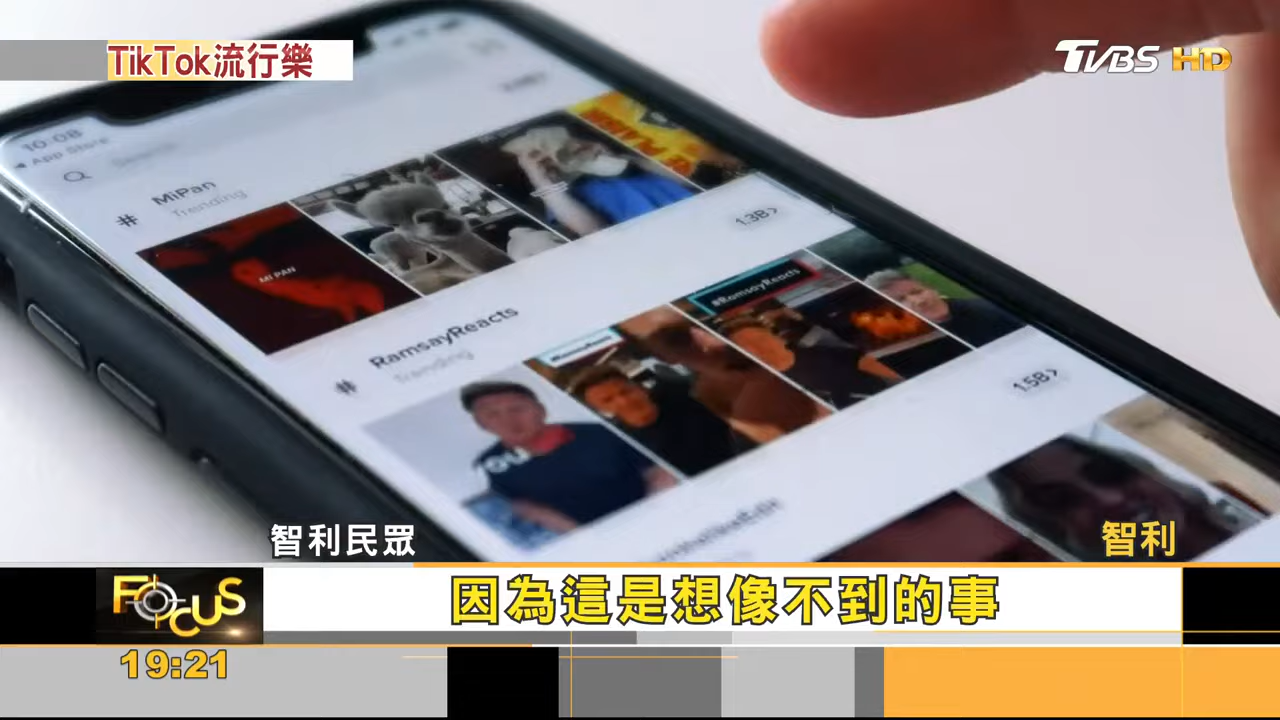 TikTok流行樂
TVBS HD
10:08
App Store
Search
# MiPan
Trending
MI PAN
1.3B
# RamsayReacts
Trending
#RamsayReacts
YOU
1.5B
智利民眾
智利
FOCUS
因為這是想像不到的事
19:21